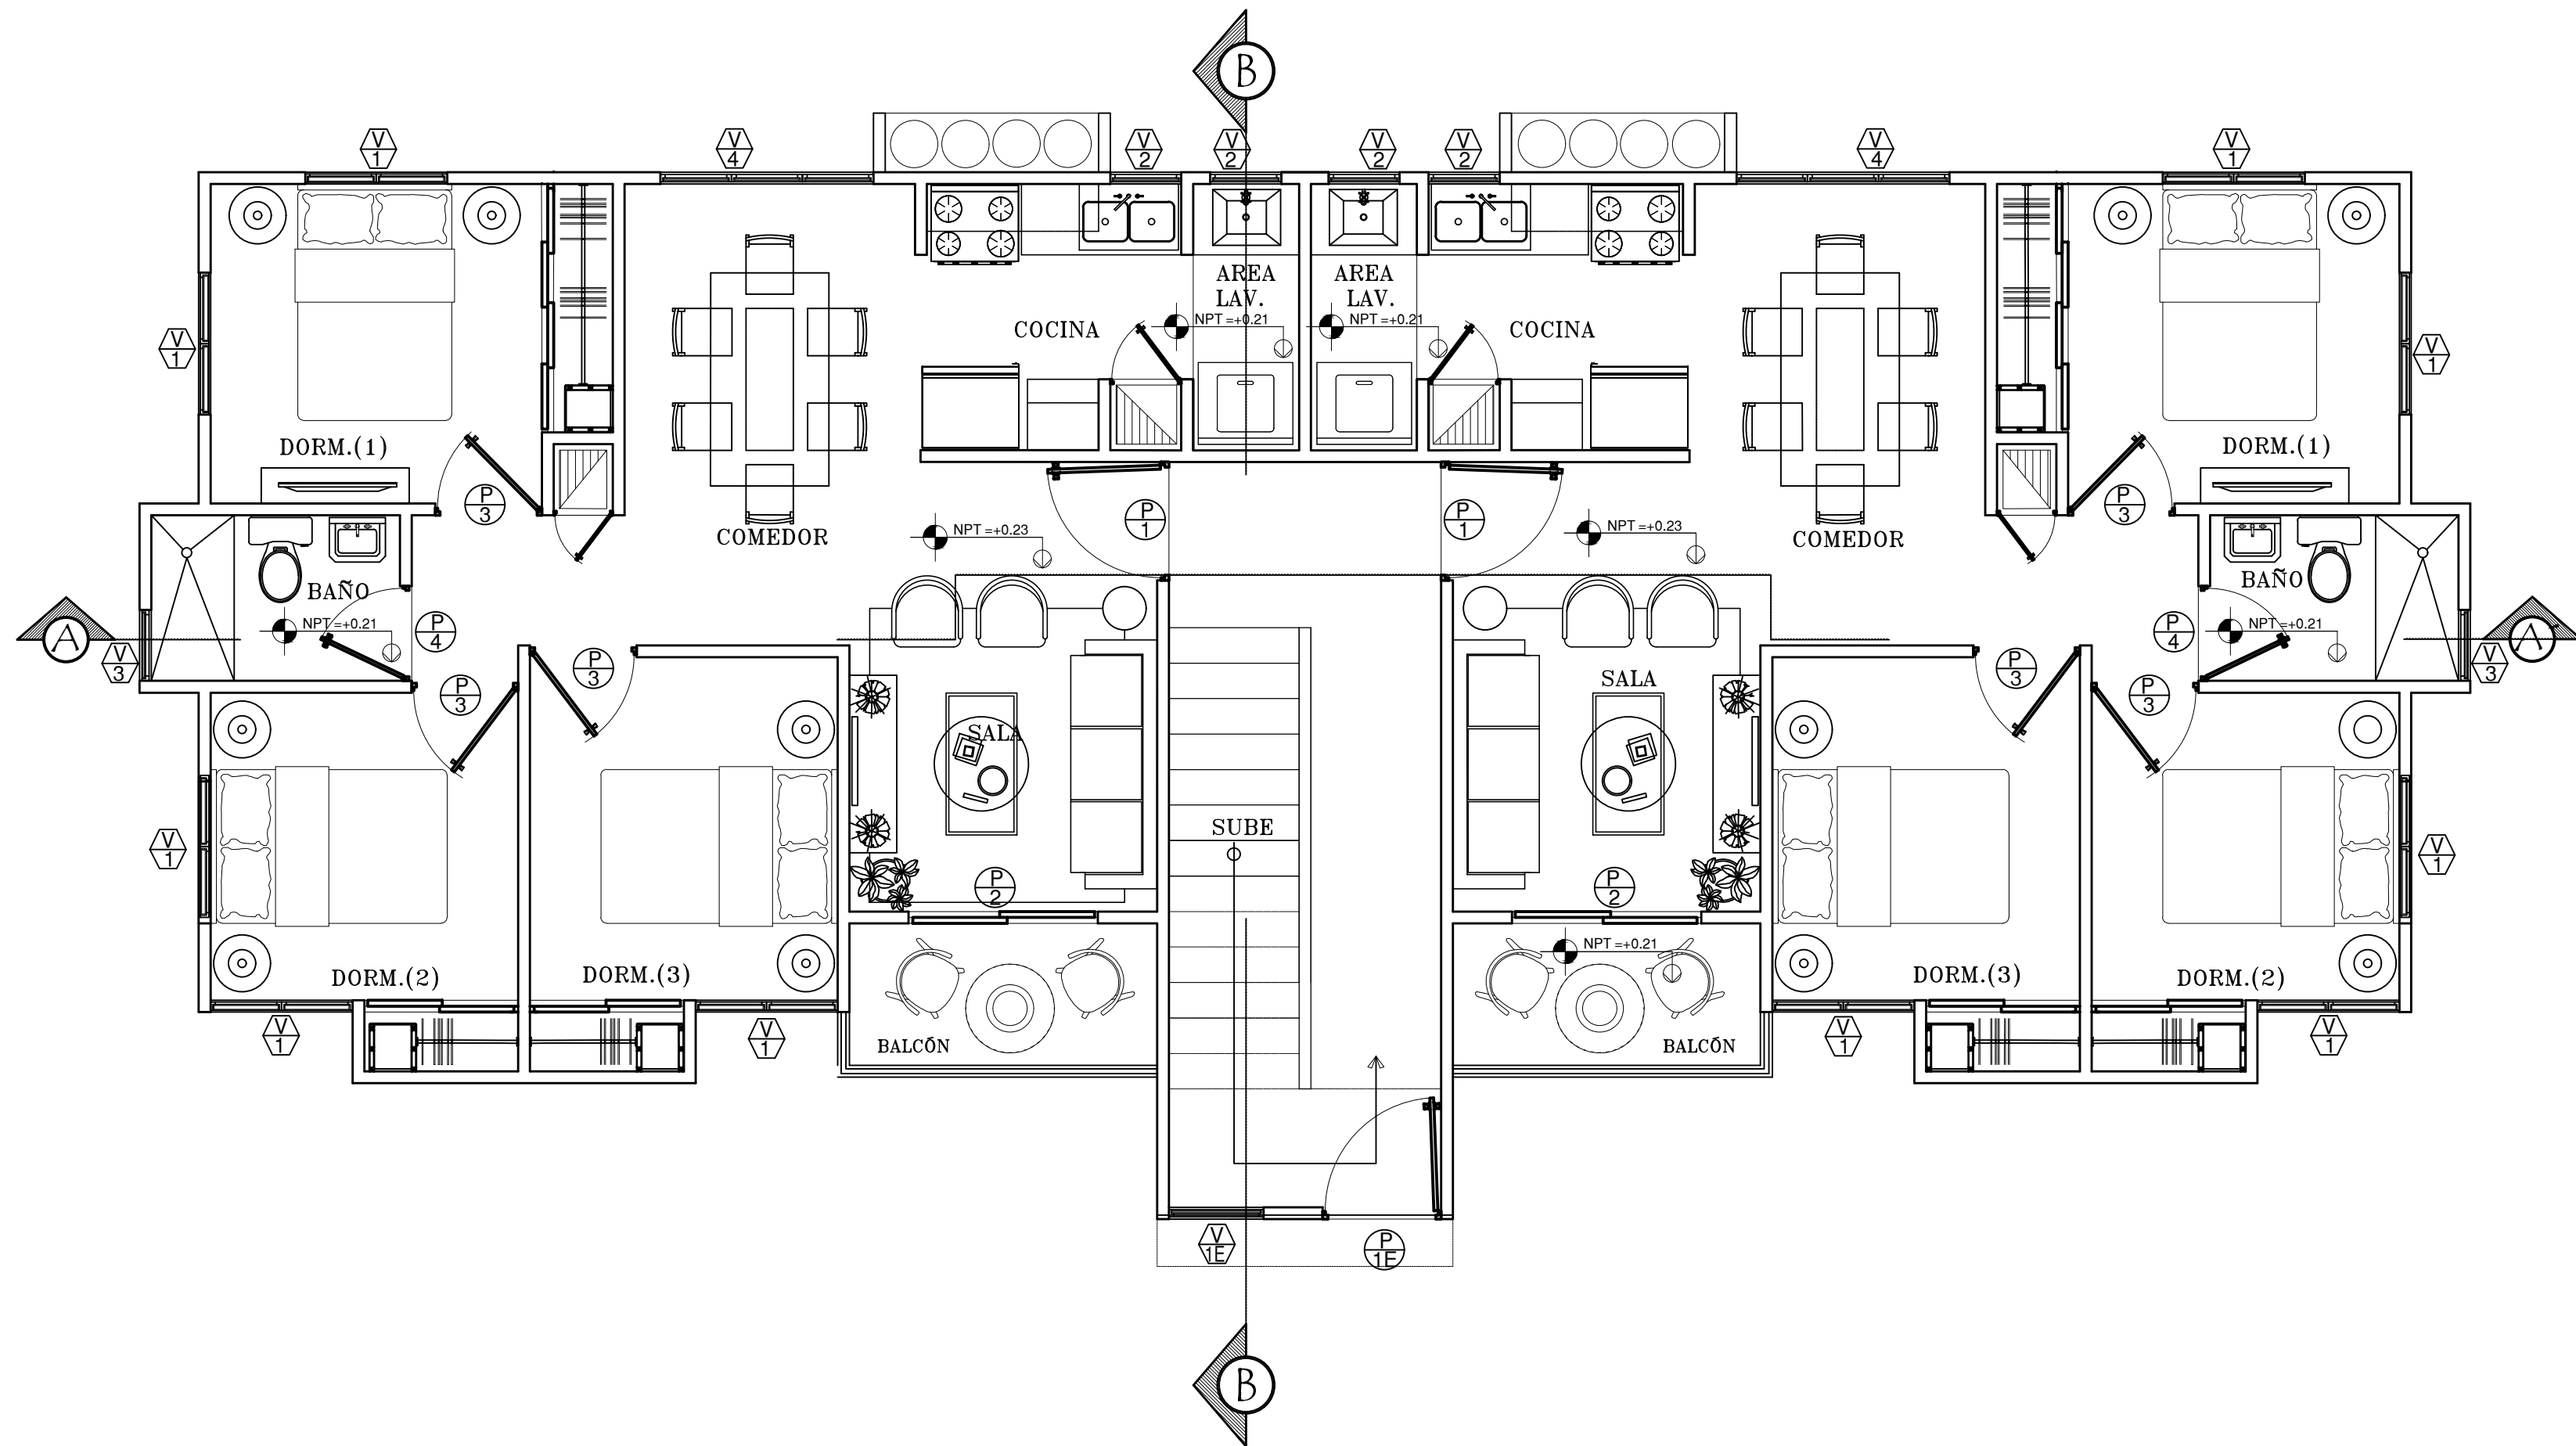 B
V
1
V
4
V
2
V
2
V
2
V
2
V
4
V
1
AREA
LAV.
AREA
LAV.
NPT =+0.21
NPT =+0.21
COCINA
COCINA
V
1
V
1
DORM.(1)
DORM.(1)
P
3
P
1
P
1
P
3
COMEDOR
NPT =+0.23
NPT =+0.23
COMEDOR
BAÑO
BAÑO
NPT =+0.21
NPT =+0.21
A
V
3
P
4
P
3
P
3
SALA
P
4
P
3
P
3
V
3
A
SALA
SUBE
V
1
P
2
P
2
V
1
NPT =+0.21
DORM.(2)
DORM.(3)
DORM.(3)
DORM.(2)
V
1
V
1
BALCÓN
BALCÓN
V
1
V
1
V
1E
P
1E
B